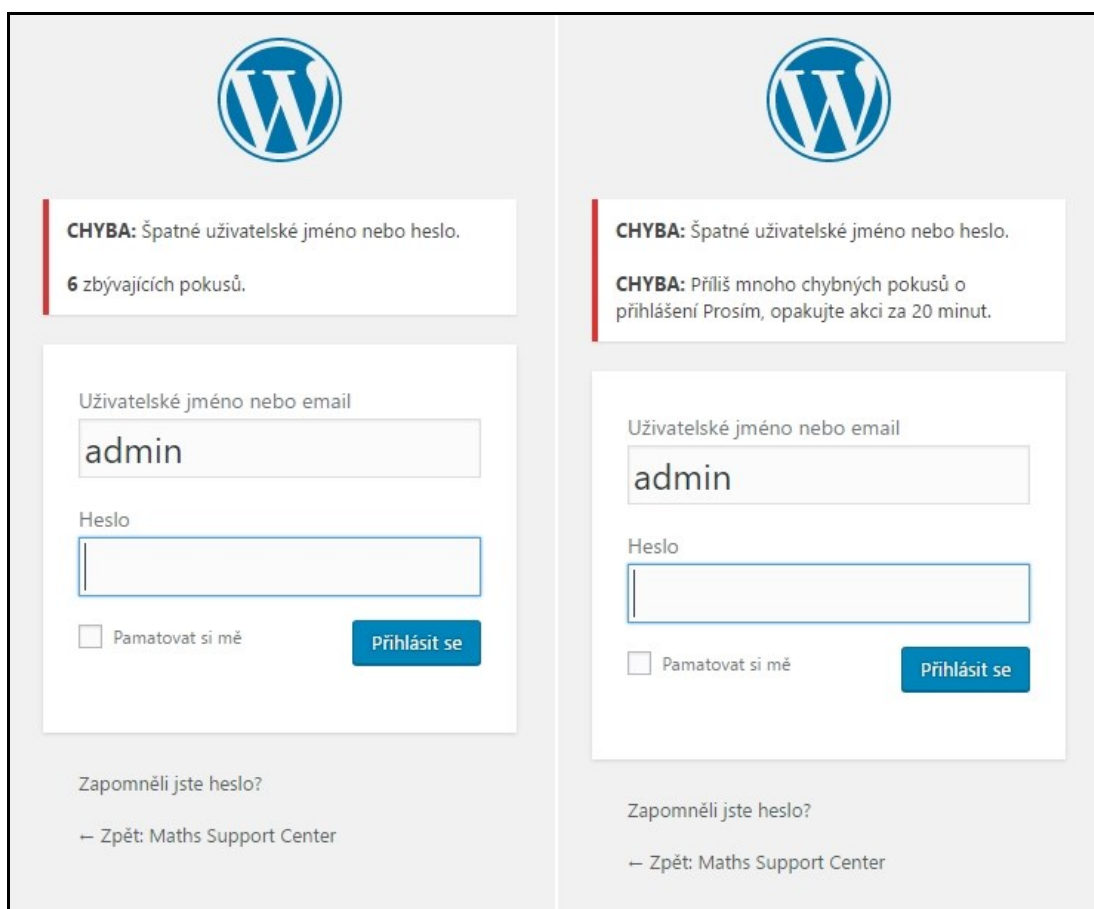 CHYBA: Špatné uživatelské jméno nebo heslo.
6 zbývajících pokusů.
Uživatelské jméno nebo email
admin
Heslo
Pamatovat si mě
Přihlásit se
Zapomněli jste heslo?
← Zpět: Maths Support Center
CHYBA: Špatné uživatelské jméno nebo heslo.
CHYBA: Příliš mnoho chybných pokusů o
přihlášení Prosím, opakujte akci za 20 minut.
Uživatelské jméno nebo email
admin
Heslo
Pamatovat si mě
Přihlásit se
Zapomněli jste heslo?
← Zpět: Maths Support Center